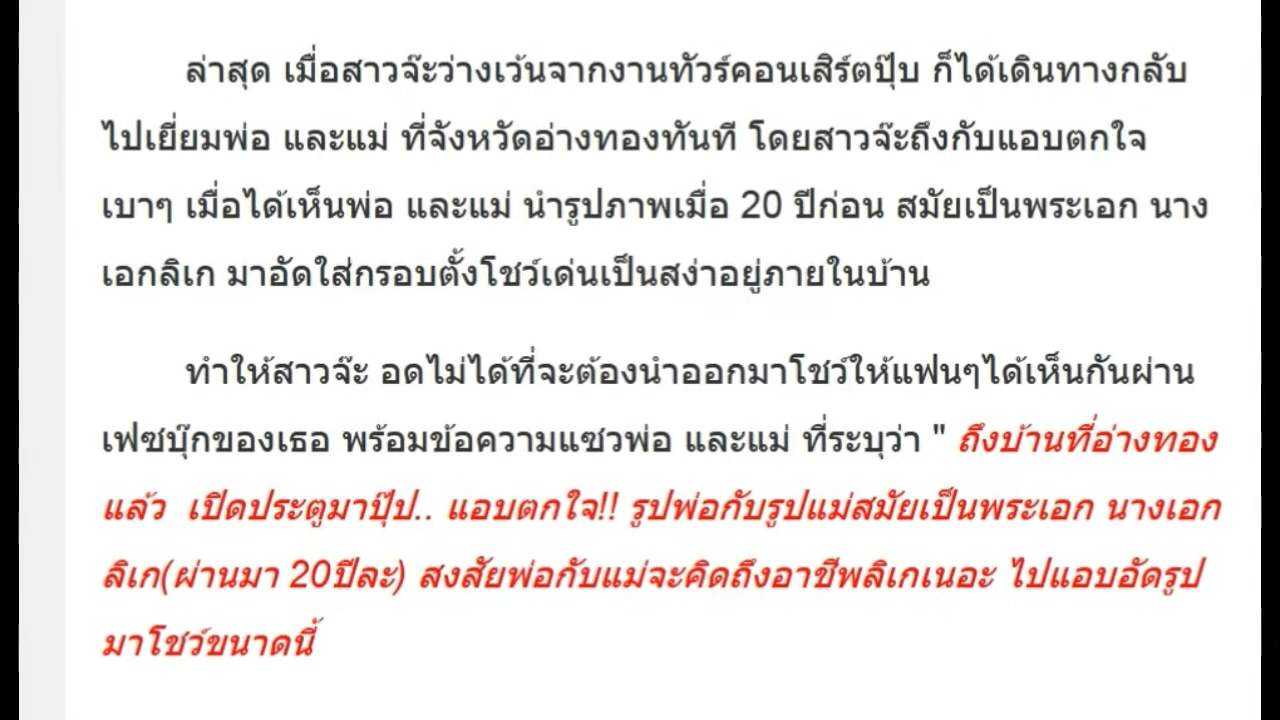 ล่าสุด เมื่อสาวจ๊ะว่างเว้นจากงานทัวร์คอนเสิร์ตปุ๊บ ก็ได้เดินทางกลับ
ไปเยี่ยมพ่อ และแม่ ที่จังหวัดอ่างทองทันที โดยสาวจ๊ะถึงกับแอบตกใจ
เบาๆ เมื่อได้เห็นพ่อ และแม่ นำรูปภาพเมื่อ 20 ปีก่อน สมัยเป็นพระเอก นาง
เอกลิเก มาอัดใส่กรอบตั้งโชว์เด่นเป็นสง่าอยู่ภายในบ้าน
ทำให้สาวจ๊ะ อดไม่ได้ที่จะต้องนำออกมาโชว์ให้แฟนๆได้เห็นกันผ่าน
เฟซบุ๊กของเธอ พร้อมข้อความแซวพ่อ และแม่ ที่ระบุว่า " ถึงบ้านที่อ่างทอง
แล้ว เปิดประตูมาปุ๊ป.. แอบตกใจ!! รูปพ่อกับรูปแม่สมัยเป็นพระเอก นางเอก
ลิเก(ผ่านมา 20ปีละ) สงสัยพ่อกับแม่จะคิดถึงอาชีพลิเกเนอะ ไปแอบอัดรูป
มาโชว์ขนาดนี้